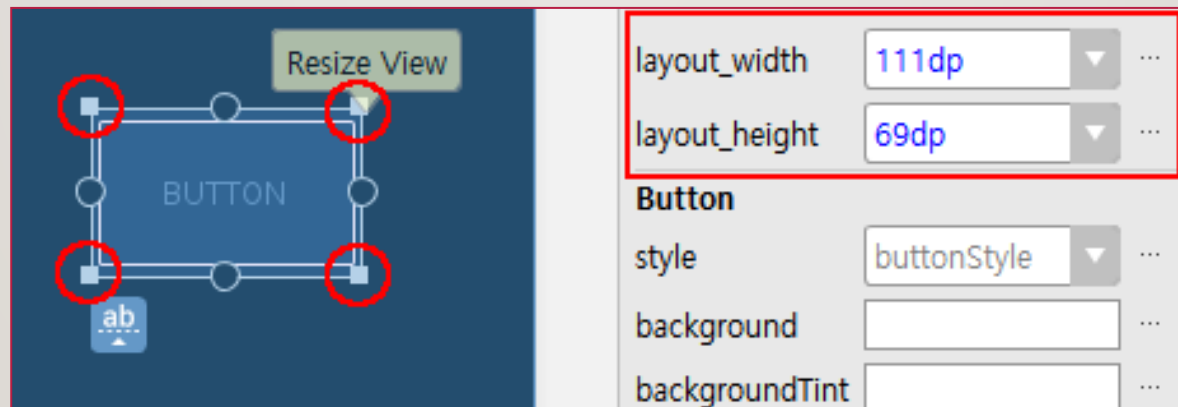 Resize View
BUTTON
ab
layout_width 111dp ...
layout_height 69dp ...
Button
style buttonStyle ...
background ...
backgroundTint ...